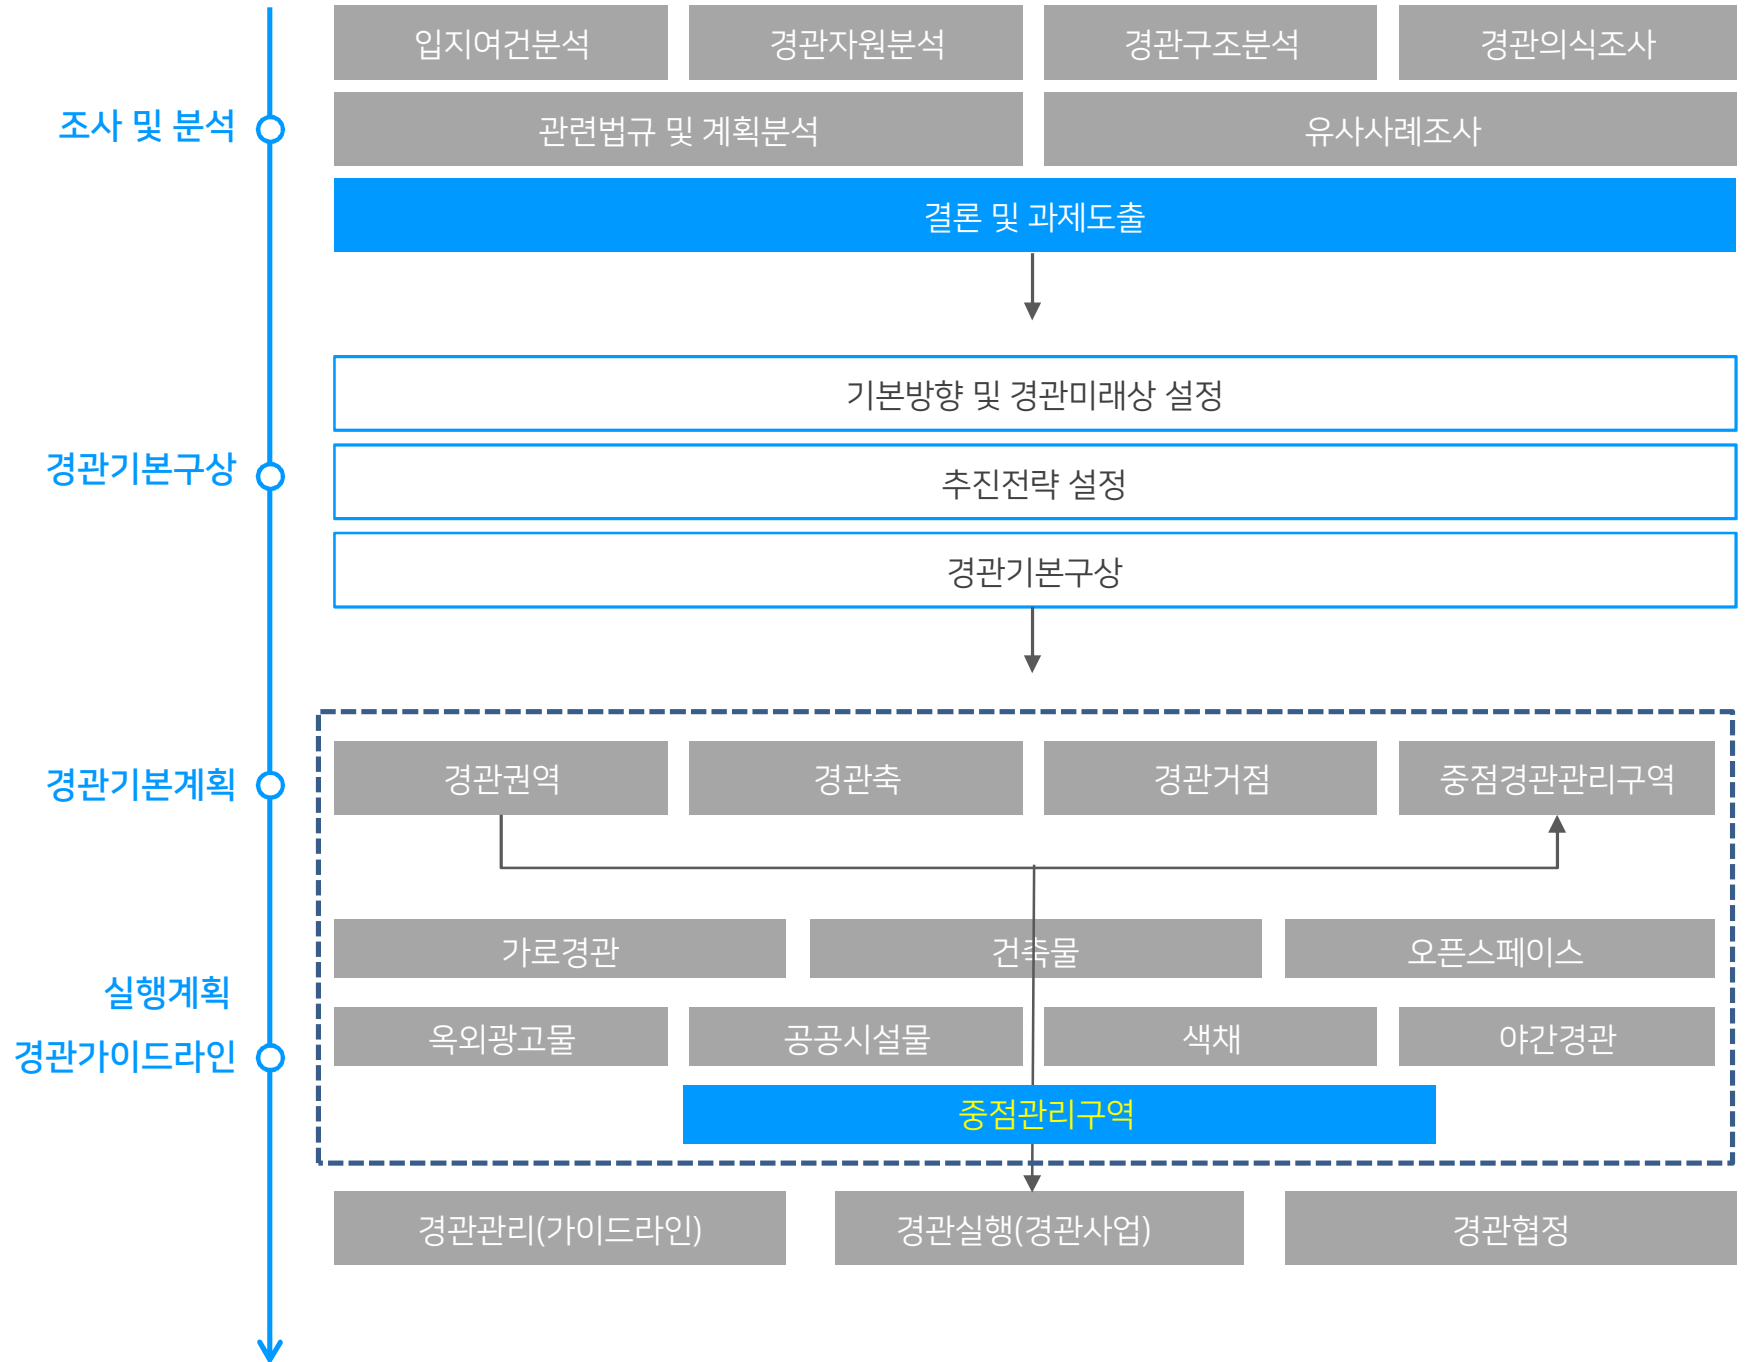 입지여건분석
경관자원분석
경관구조분석
경관의식조사
조사 및 분석
관련법규 및 계획분석
유사사례조사
결론 및 과제도출
기본방향 및 경관미래상 설정
경관기본구상
추진전략 설정
경관기본구상
경관기본계획
경관권역
경관축
경관거점
중점경관관리구역
가로경관
건축물
오픈스페이스
실행계획
경관가이드라인
옥외광고물
공공시설물
색채
야간경관
중점관리구역
경관관리(가이드라인)
경관실행(경관사업)
경관협정